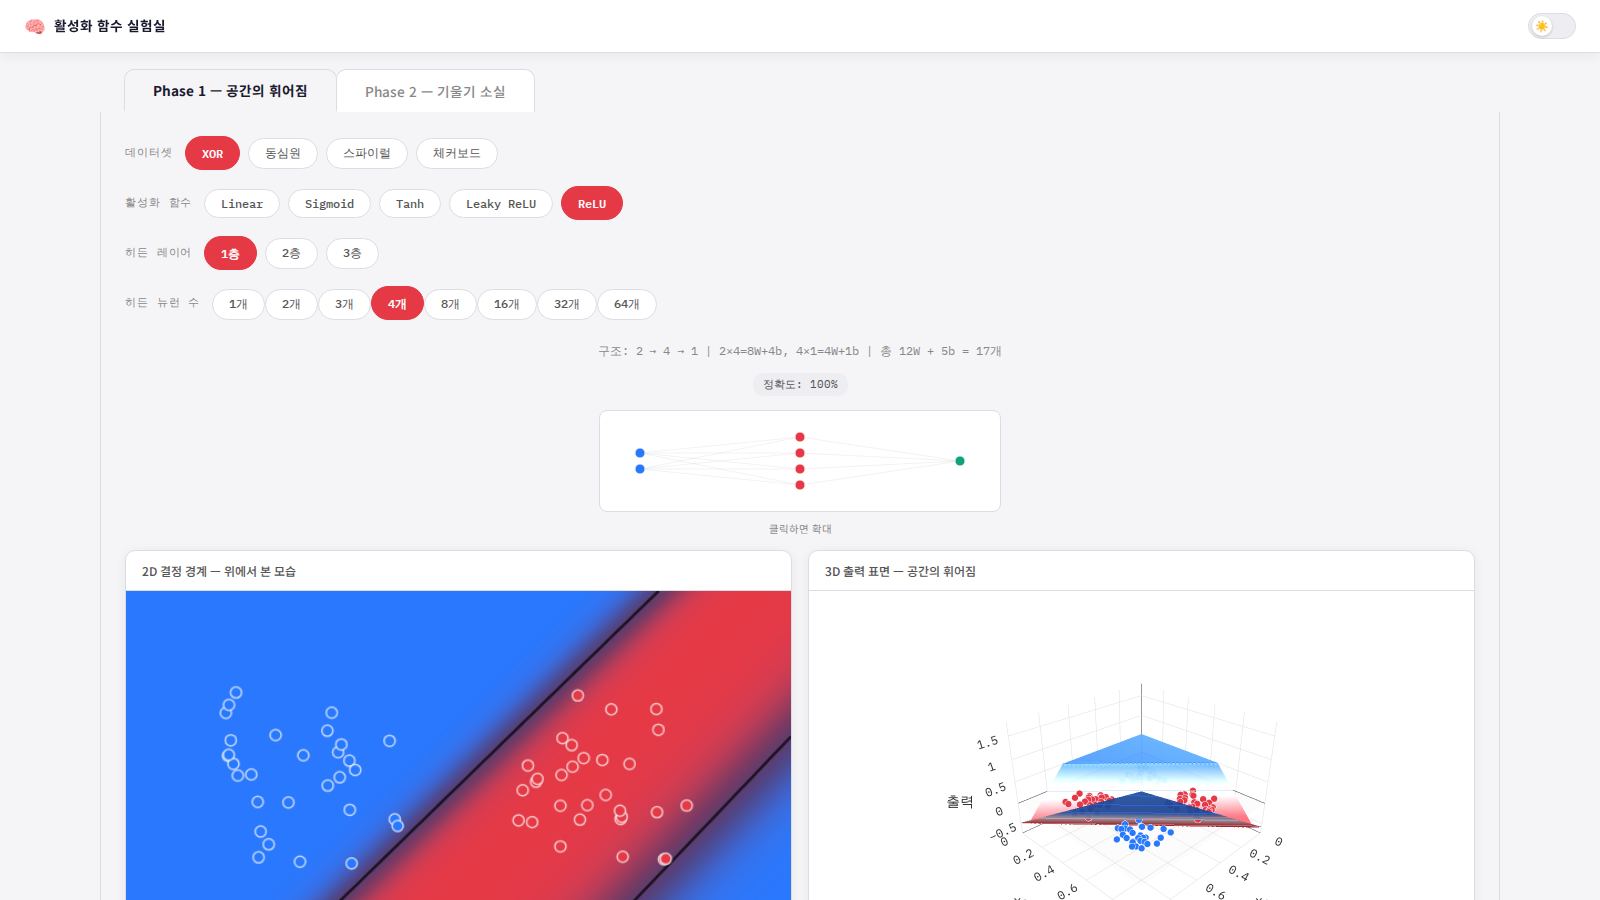 🧠 활성화 함수 실험실
Phase 1 — 공간의 휘어짐
Phase 2 — 기울기 소실
데이터셋 XOR 동심원 스파이럴 체커보드
활성화 함수 Linear Sigmoid Tanh Leaky ReLU ReLU
히든 레이어 1층 2층 3층
히든 뉴런 수 1개 2개 3개 4개 8개 16개 32개 64개
구조: 2 → 4 → 1 | 2×4=8W+4b, 4×1=4W+1b | 총 12W + 5b = 17개
정확도: 100%
클릭하면 확대
2D 결정 경계 — 위에서 본 모습
3D 출력 표면 — 공간의 휘어짐
1.5
1
0.5
출력
0
−0.5
0
0.2
0.4
0.6
0
0.2
0.4
0.6